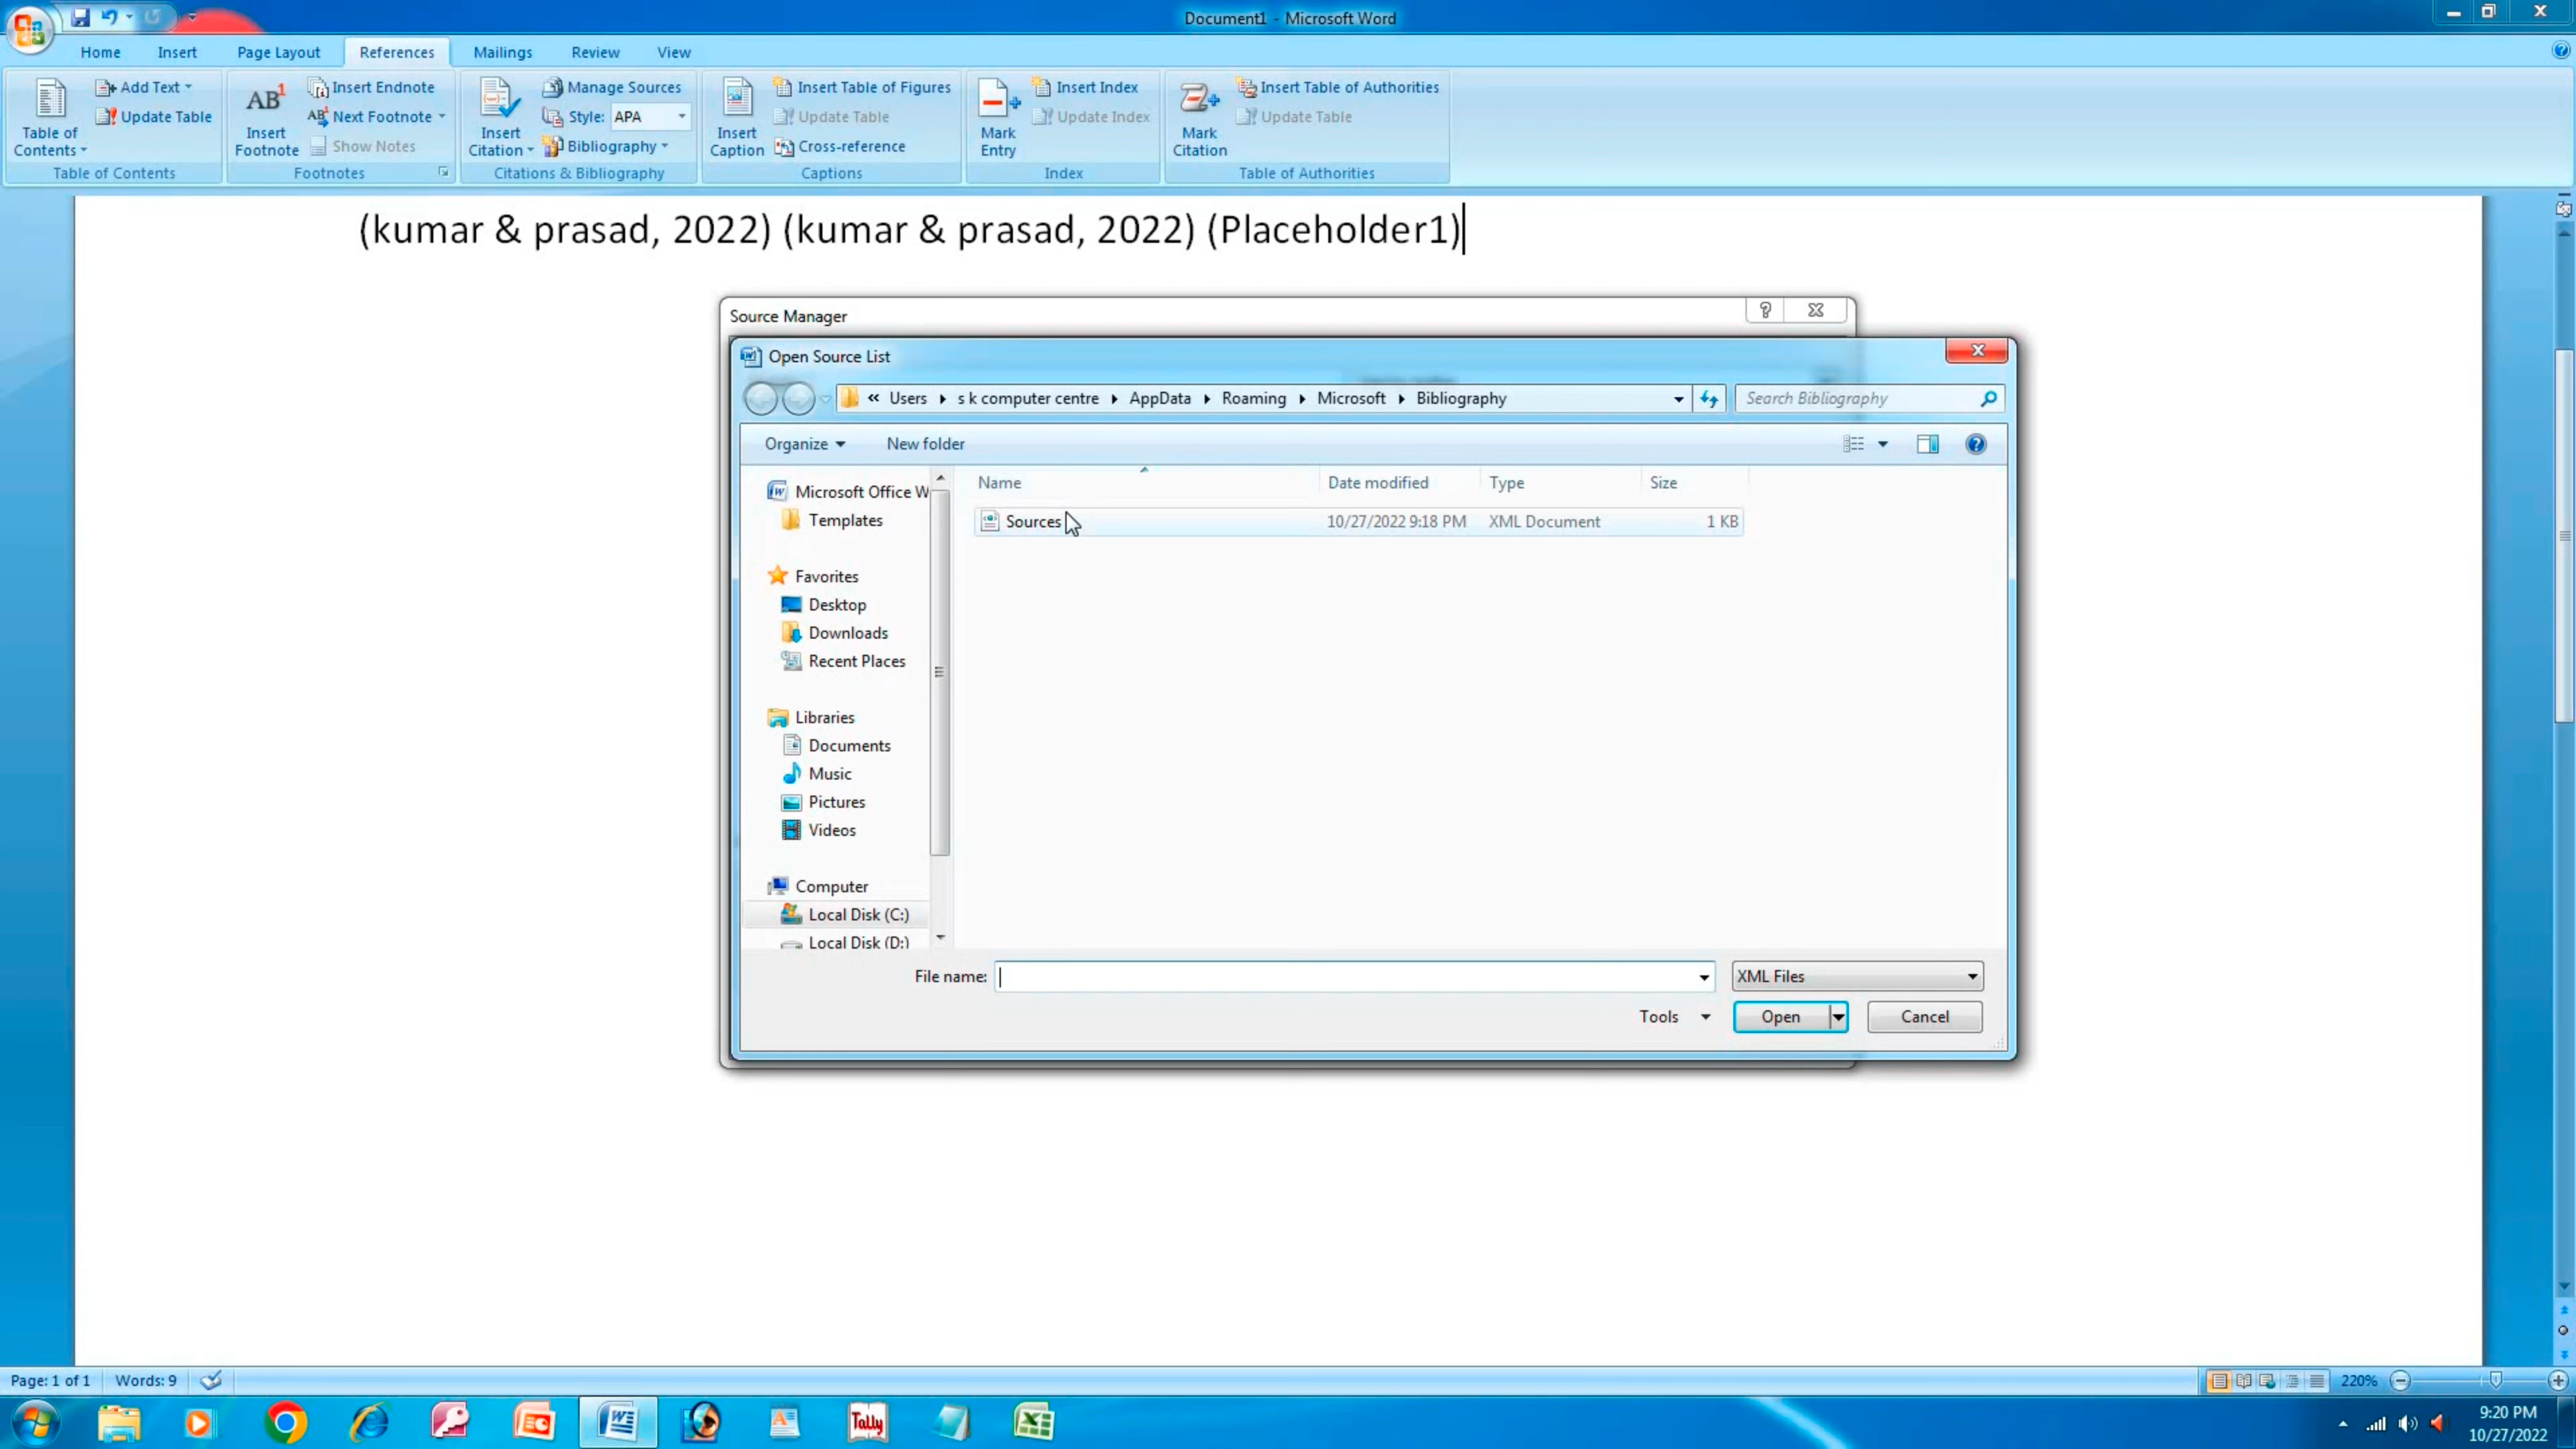 Document1 - Microsoft Word
Home Insert Page Layout References Mailings Review View
Table of Contents
Add Text
Update Table
Table of Contents
AB1
Insert Footnote
Insert Endnote
AB1 Next Footnote
Show Notes
Footnotes
Insert Citation
Manage Sources
Style: APA
Bibliography
Citations & Bibliography
Insert Caption
Insert Table of Figures
Update Table
Cross-reference
Captions
Mark Entry
Insert Index
Update Index
Index
Mark Citation
Insert Table of Authorities
Update Table
Table of Authorities
(kumar & prasad, 2022) (kumar & prasad, 2022) (Placeholder1)
Source Manager
Open Source List
« Users s k computer centre AppData Roaming Microsoft Bibliography
Search Bibliography
Organize New folder
Microsoft Office W
Templates
Favorites
Desktop
Downloads
Recent Places
Libraries
Documents
Music
Pictures
Videos
Computer
Local Disk (C:)
Local Disk (D:)
Name Date modified Type Size
Sources 10/27/2022 9:18 PM XML Document 1 KB
File name:
XML Files
Tools Open Cancel
Page: 1 of 1 Words: 9
220%
Tally
9:20 PM
10/27/2022